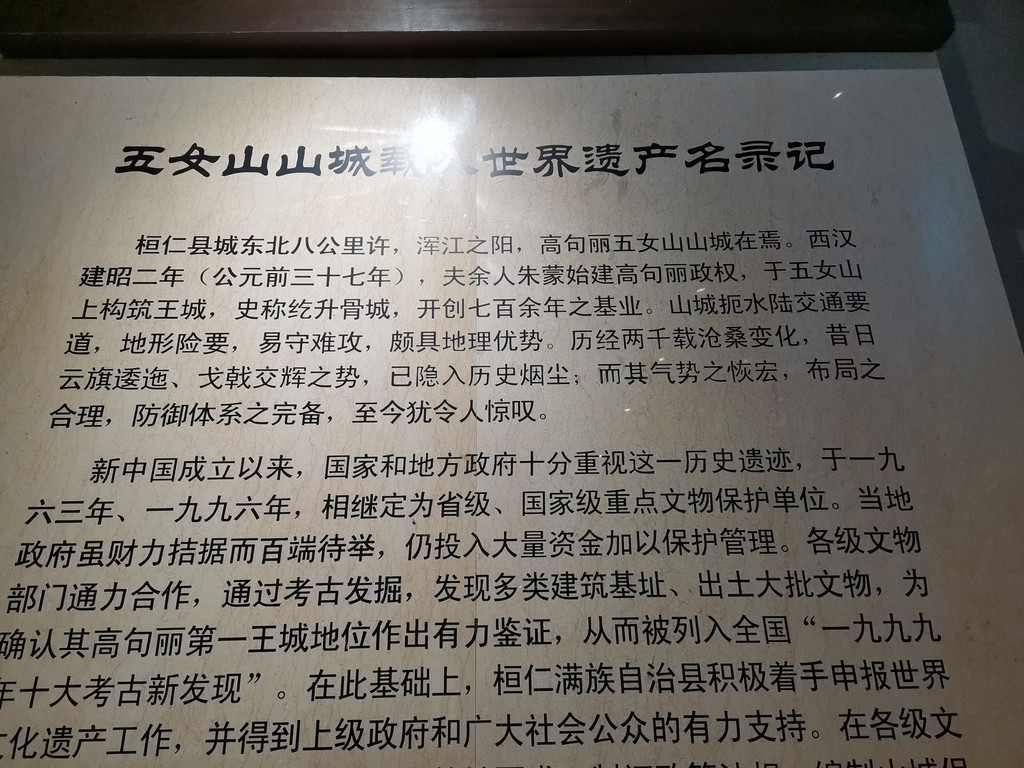 五女山山城载入世界遗产名录记
桓仁县城东北八公里许，浑江之阳，高句丽五女山山城在焉。西汉
建昭二年（公元前三十七年），夫余人朱蒙始建高句丽政权，于五女山
上构筑王城，史称纥升骨城，开创七百余年之基业。山城扼水陆交通要
道，地形险要，易守难攻，颇具地理优势。历经两千载沧桑变化，昔日
云旗逶迤、戈戟交辉之势，已隐入历史烟尘；而其气势之恢宏，布局之
合理，防御体系之完备，至今犹令人惊叹。
新中国成立以来，国家和地方政府十分重视这一历史遗迹，于一九
六三年、一九九六年，相继定为省级、国家级重点文物保护单位。当地
政府虽财力拮据而百端待举，仍投入大量资金加以保护管理。各级文物
部门通力合作，通过考古发掘，发现多类建筑基址、出土大批文物，为
确认其高句丽第一王城地位作出有力鉴证，从而被列入全国“一九九九
年十大考古新发现”。在此基础上，桓仁满族自治县积极着手申报世界
文化遗产工作，并得到上级政府和广大社会公众的有力支持。在各级文